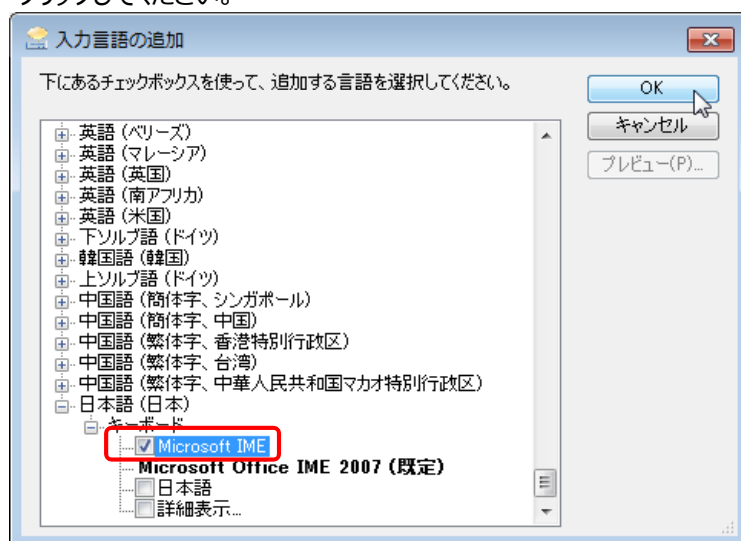 クリックしてください。
入力言語の追加
下にあるチェックボックスを使って、追加する言語を選択してください。
OK
キャンセル
プレビュー(P)...
英語 (ベリーズ)
英語 (マレーシア)
英語 (英国)
英語 (南アフリカ)
英語 (米国)
下ソルブ語 (ドイツ)
韓国語 (韓国)
上ソルブ語 (ドイツ)
中国語 (簡体字、シンガポール)
中国語 (簡体字、中国)
中国語 (繁体字、香港特別行政区)
中国語 (繁体字、台湾)
中国語 (繁体字、中華人民共和国マカオ特別行政区)
日本語 (日本)
キーボード
Microsoft IME
Microsoft Office IME 2007 (既定)
日本語
詳細表示...